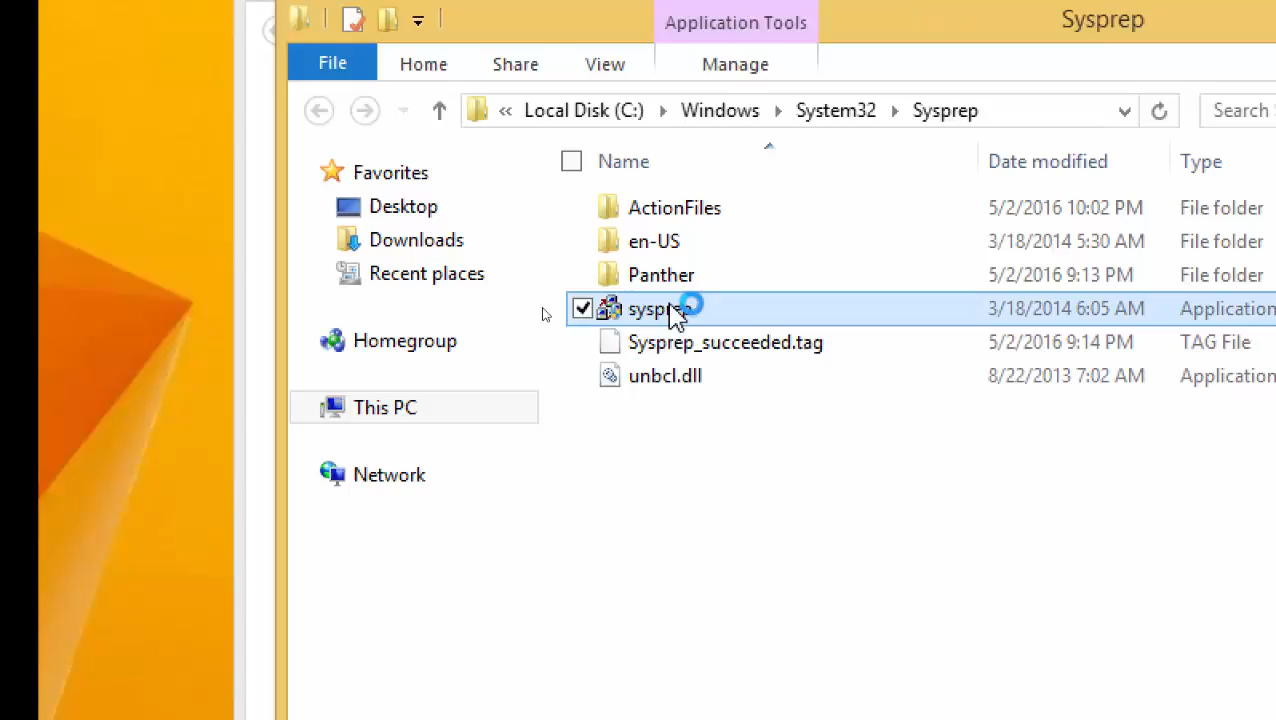 Application Tools
Sysprep
File
Home
Share
View
Manage
« Local Disk (C:) Windows System32 Sysprep
Search
Name
Date modified
Type
Favorites
Desktop
Downloads
Recent places
Homegroup
This PC
Network
ActionFiles 5/2/2016 10:02 PM File folder
en-US 3/18/2014 5:30 AM File folder
Panther 5/2/2016 9:13 PM File folder
sysprep 3/18/2014 6:05 AM Application
Sysprep_succeeded.tag 5/2/2016 9:14 PM TAG File
unbcl.dll 8/22/2013 7:02 AM Application